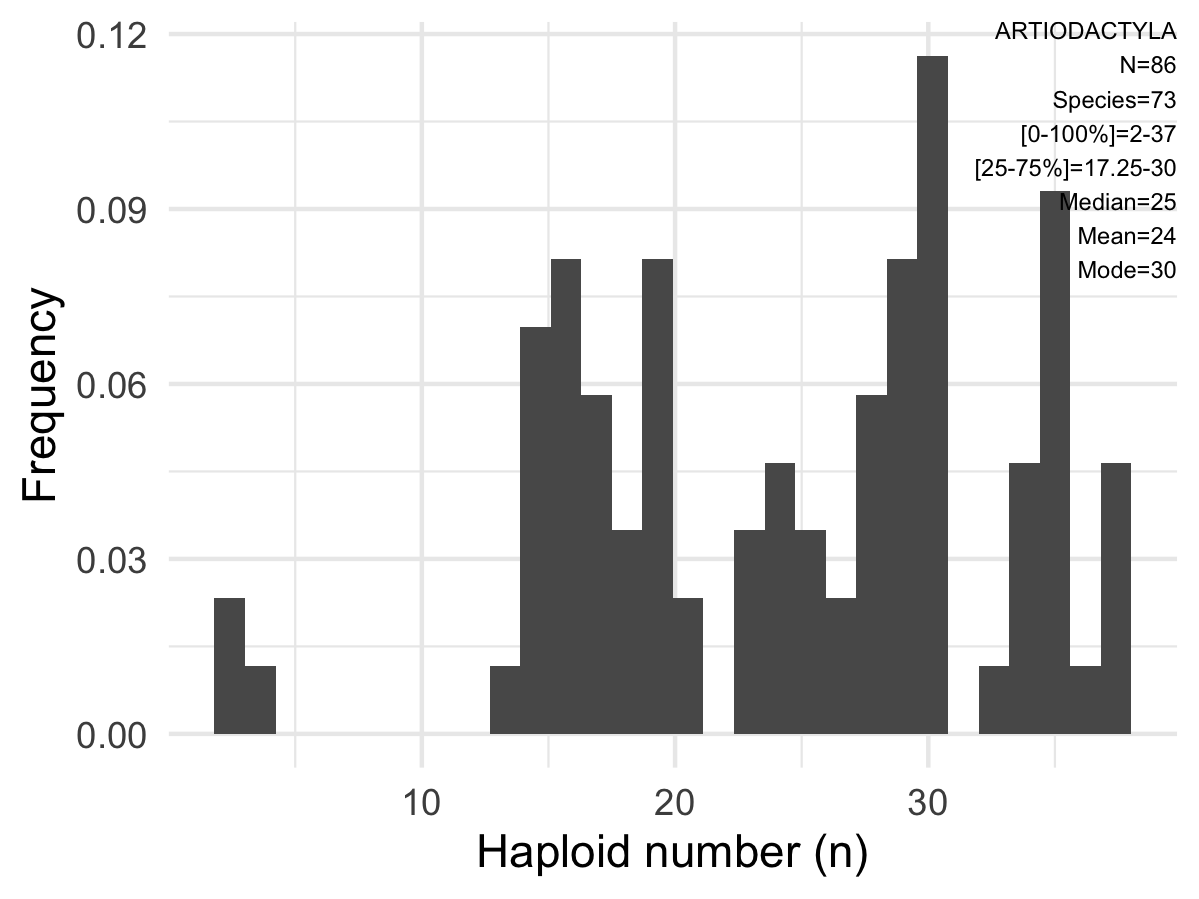 ARTIODACTYLA
N=86
Species=73
[0-100%]=2-37
[25-75%]=17.25-30
Median=25
Mean=24
Mode=30
0.12
0.09
0.06
0.03
0.00
Frequency
10 20 30
Haploid number (n)